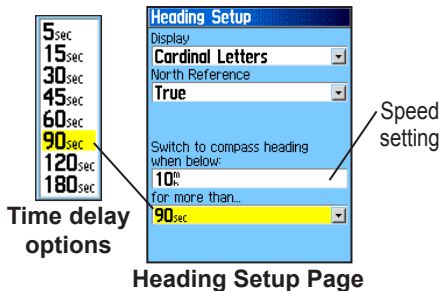 5sec
15sec
30sec
45sec
60sec
90sec
120sec
180sec
Time delay
options
Heading Setup
Display
Cardinal Letters
North Reference
True
Switch to compass heading
when below:
10mh
for more than...
90sec
Speed
setting
Heading Setup Page